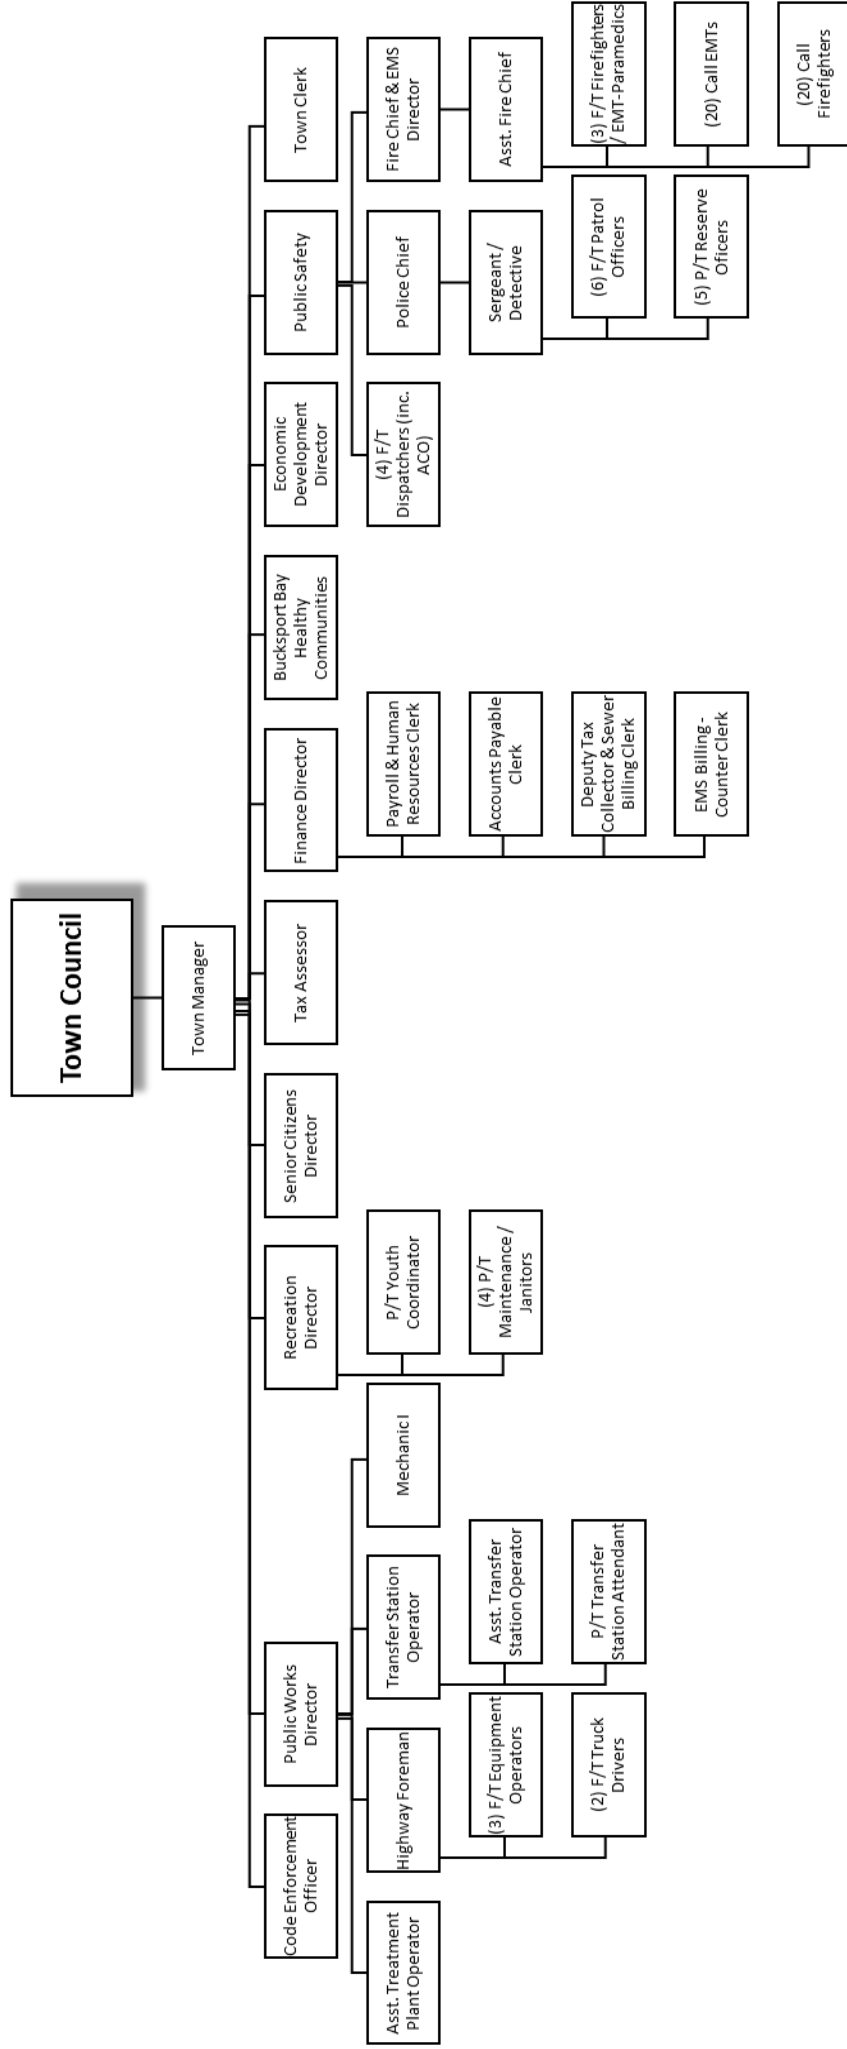 Town Council
Town Manager
Code Enforcement
Officer
Public Works
Director
Recreation
Director
Senior Citizens
Director
Tax Assessor
Finance Director
Bucksport Bay
Healthy
Communities
Economic
Development
Director
Public Safety
Town Clerk
Asst. Treatment
Plant Operator
Highway Foreman
(3) F/T Equipment
Operators
(2) F/T Truck
Drivers
Transfer Station
Operator
Asst. Transfer
Station Operator
P/T Transfer
Station Attendant
Mechanic I
P/T Youth
Coordinator
(4) P/T
Maintenance /
Janitors
Payroll & Human
Resources Clerk
Accounts Payable
Clerk
Deputy Tax
Collector & Sewer
Billing Clerk
EMS Billing -
Counter Clerk
(4) F/T
Dispatchers (inc.
ACO)
Police Chief
Sergeant /
Detective
(6) F/T Patrol
Officers
(5) P/T Reserve
Oficers
Fire Chief & EMS
Director
Asst. Fire Chief
(3) F/T Firefighters
/ EMT-Paramedics
(20) Call EMTs
(20) Call
Firefighters